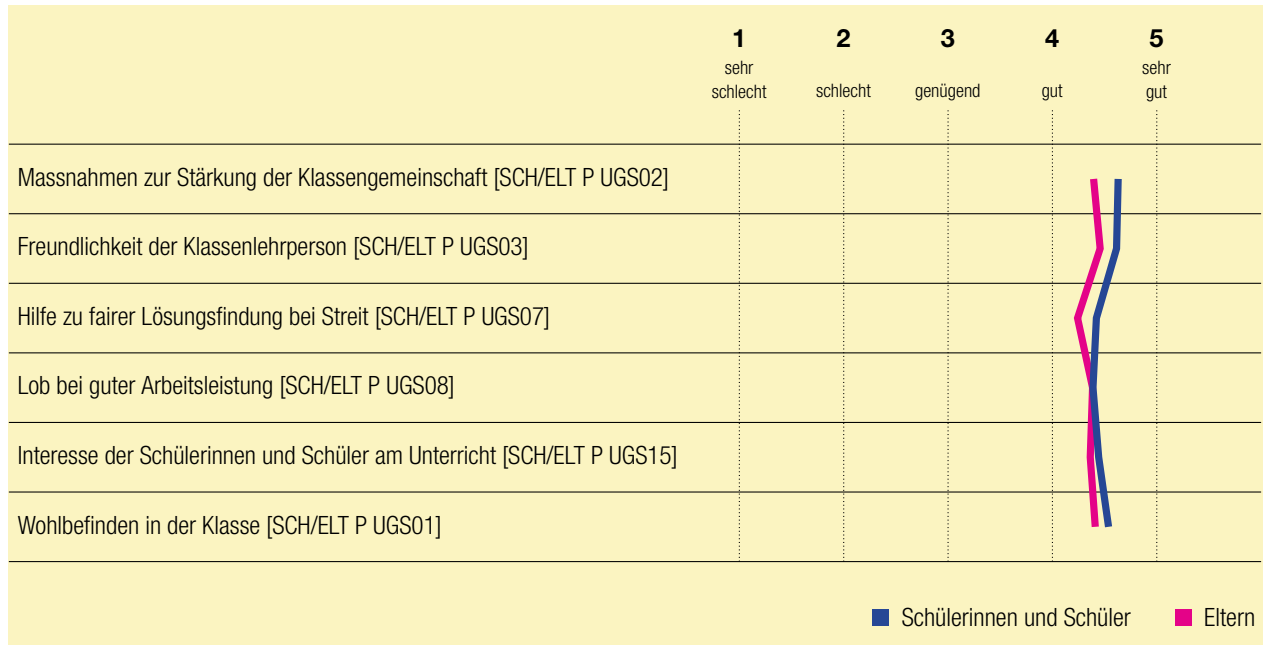 1 2 3 4 5
sehr schlecht schlecht genügend gut sehr gut
Massnahmen zur Stärkung der Klassengemeinschaft [SCH/ELT P UGS02]
Freundlichkeit der Klassenlehrperson [SCH/ELT P UGS03]
Hilfe zu fairer Lösungsfindung bei Streit [SCH/ELT P UGS07]
Lob bei guter Arbeitsleistung [SCH/ELT P UGS08]
Interesse der Schülerinnen und Schüler am Unterricht [SCH/ELT P UGS15]
Wohlbefinden in der Klasse [SCH/ELT P UGS01]
Schülerinnen und Schüler Eltern